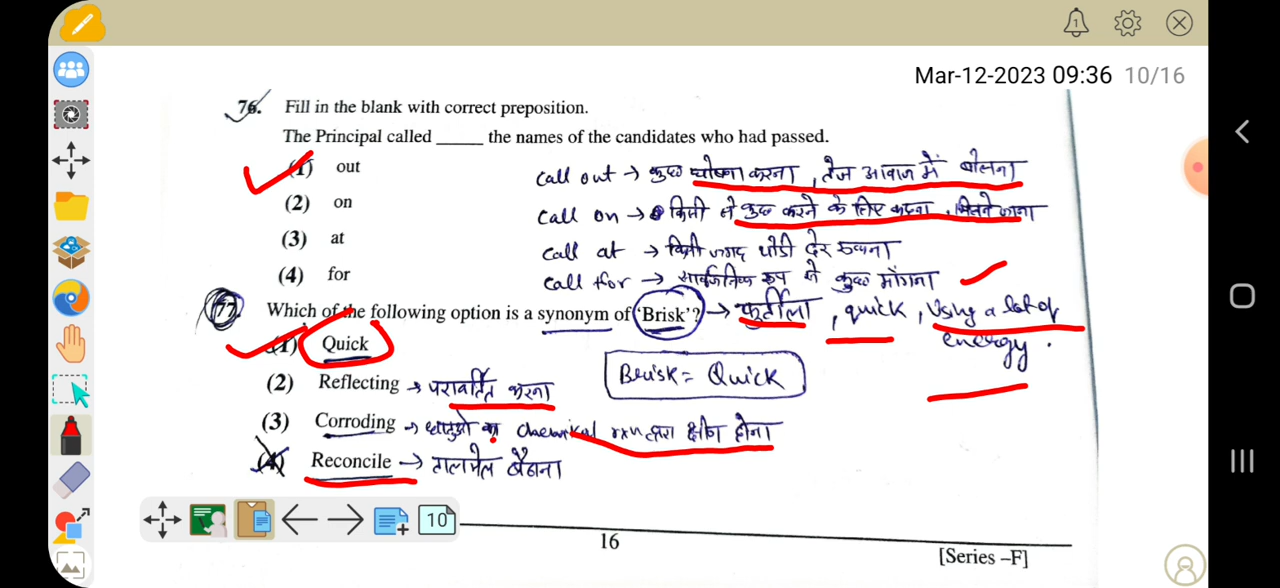 1
Mar-12-2023 09:36 10/16
76. Fill in the blank with correct preposition.
The Principal called _____ the names of the candidates who had passed.
(1) out
call out → कुछ घोषणा करना, तेज आवाज में बोलना
(2) on
call on → किसी से कुछ करने के लिए कहना, मिलने जाना
(3) at
call at → किसी जगह थोडी देर रुकना
(4) for
call for → सार्वजनिक रूप से कुछ माँगना
77. Which of the following option is a synonym of ‘Brisk’? → फुर्तीला, quick, Using a lot of
energy.
(1) Quick
Brisk = Quick
(2) Reflecting → परावर्तित करना
(3) Corroding → धातुओ का chemical rxn द्वारा क्षीण होना
(4) Reconcile → तालमेल बैठाना
10
16
[Series –F]